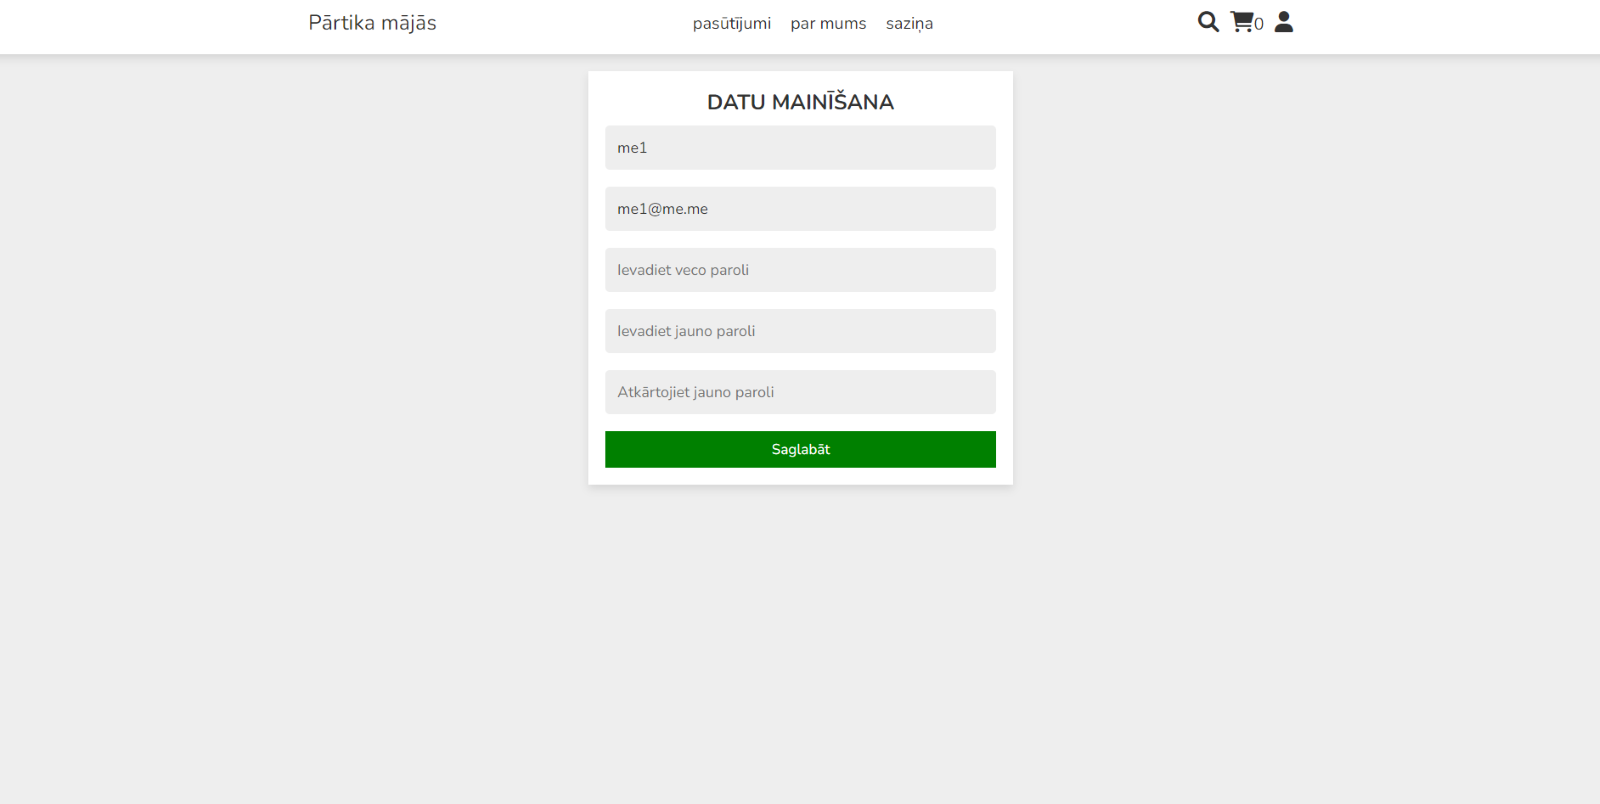 Pārtika mājās
pasūtījumi par mums saziņa
0
DATU MAINĪŠANA
me1
me1@me.me
Ievadiet veco paroli
Ievadiet jauno paroli
Atkārtojiet jauno paroli
Saglabāt